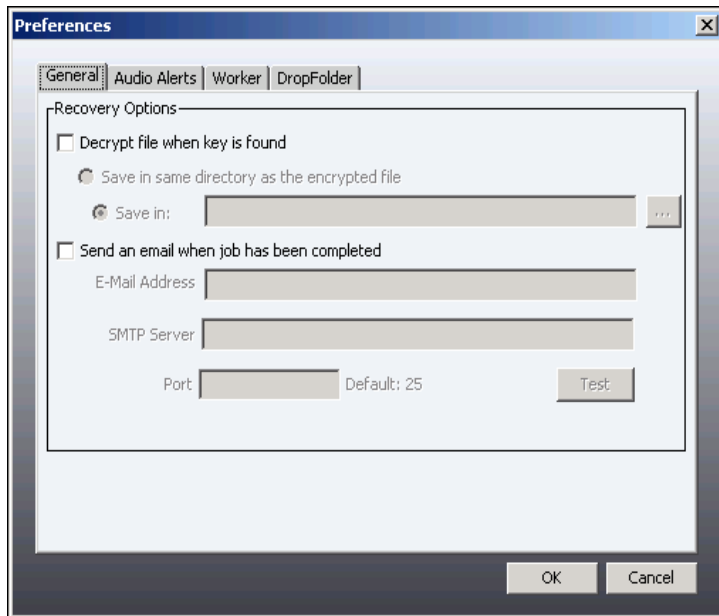 Preferences
General Audio Alerts Worker DropFolder
Recovery Options
Decrypt file when key is found
Save in same directory as the encrypted file
Save in: ...
Send an email when job has been completed
E-Mail Address
SMTP Server
Port Default: 25 Test
OK Cancel